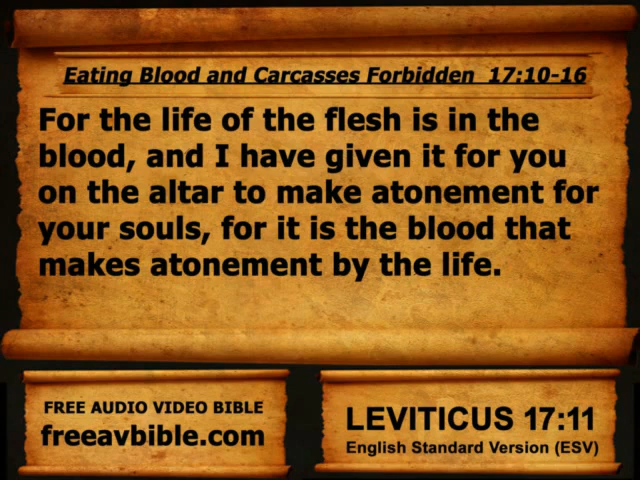 Eating Blood and Carcasses Forbidden 17:10-16
For the life of the flesh is in the
blood, and I have given it for you
on the altar to make atonement for
your souls, for it is the blood that
makes atonement by the life.
FREE AUDIO VIDEO BIBLE
freeavbible.com
LEVITICUS 17:11
English Standard Version (ESV)